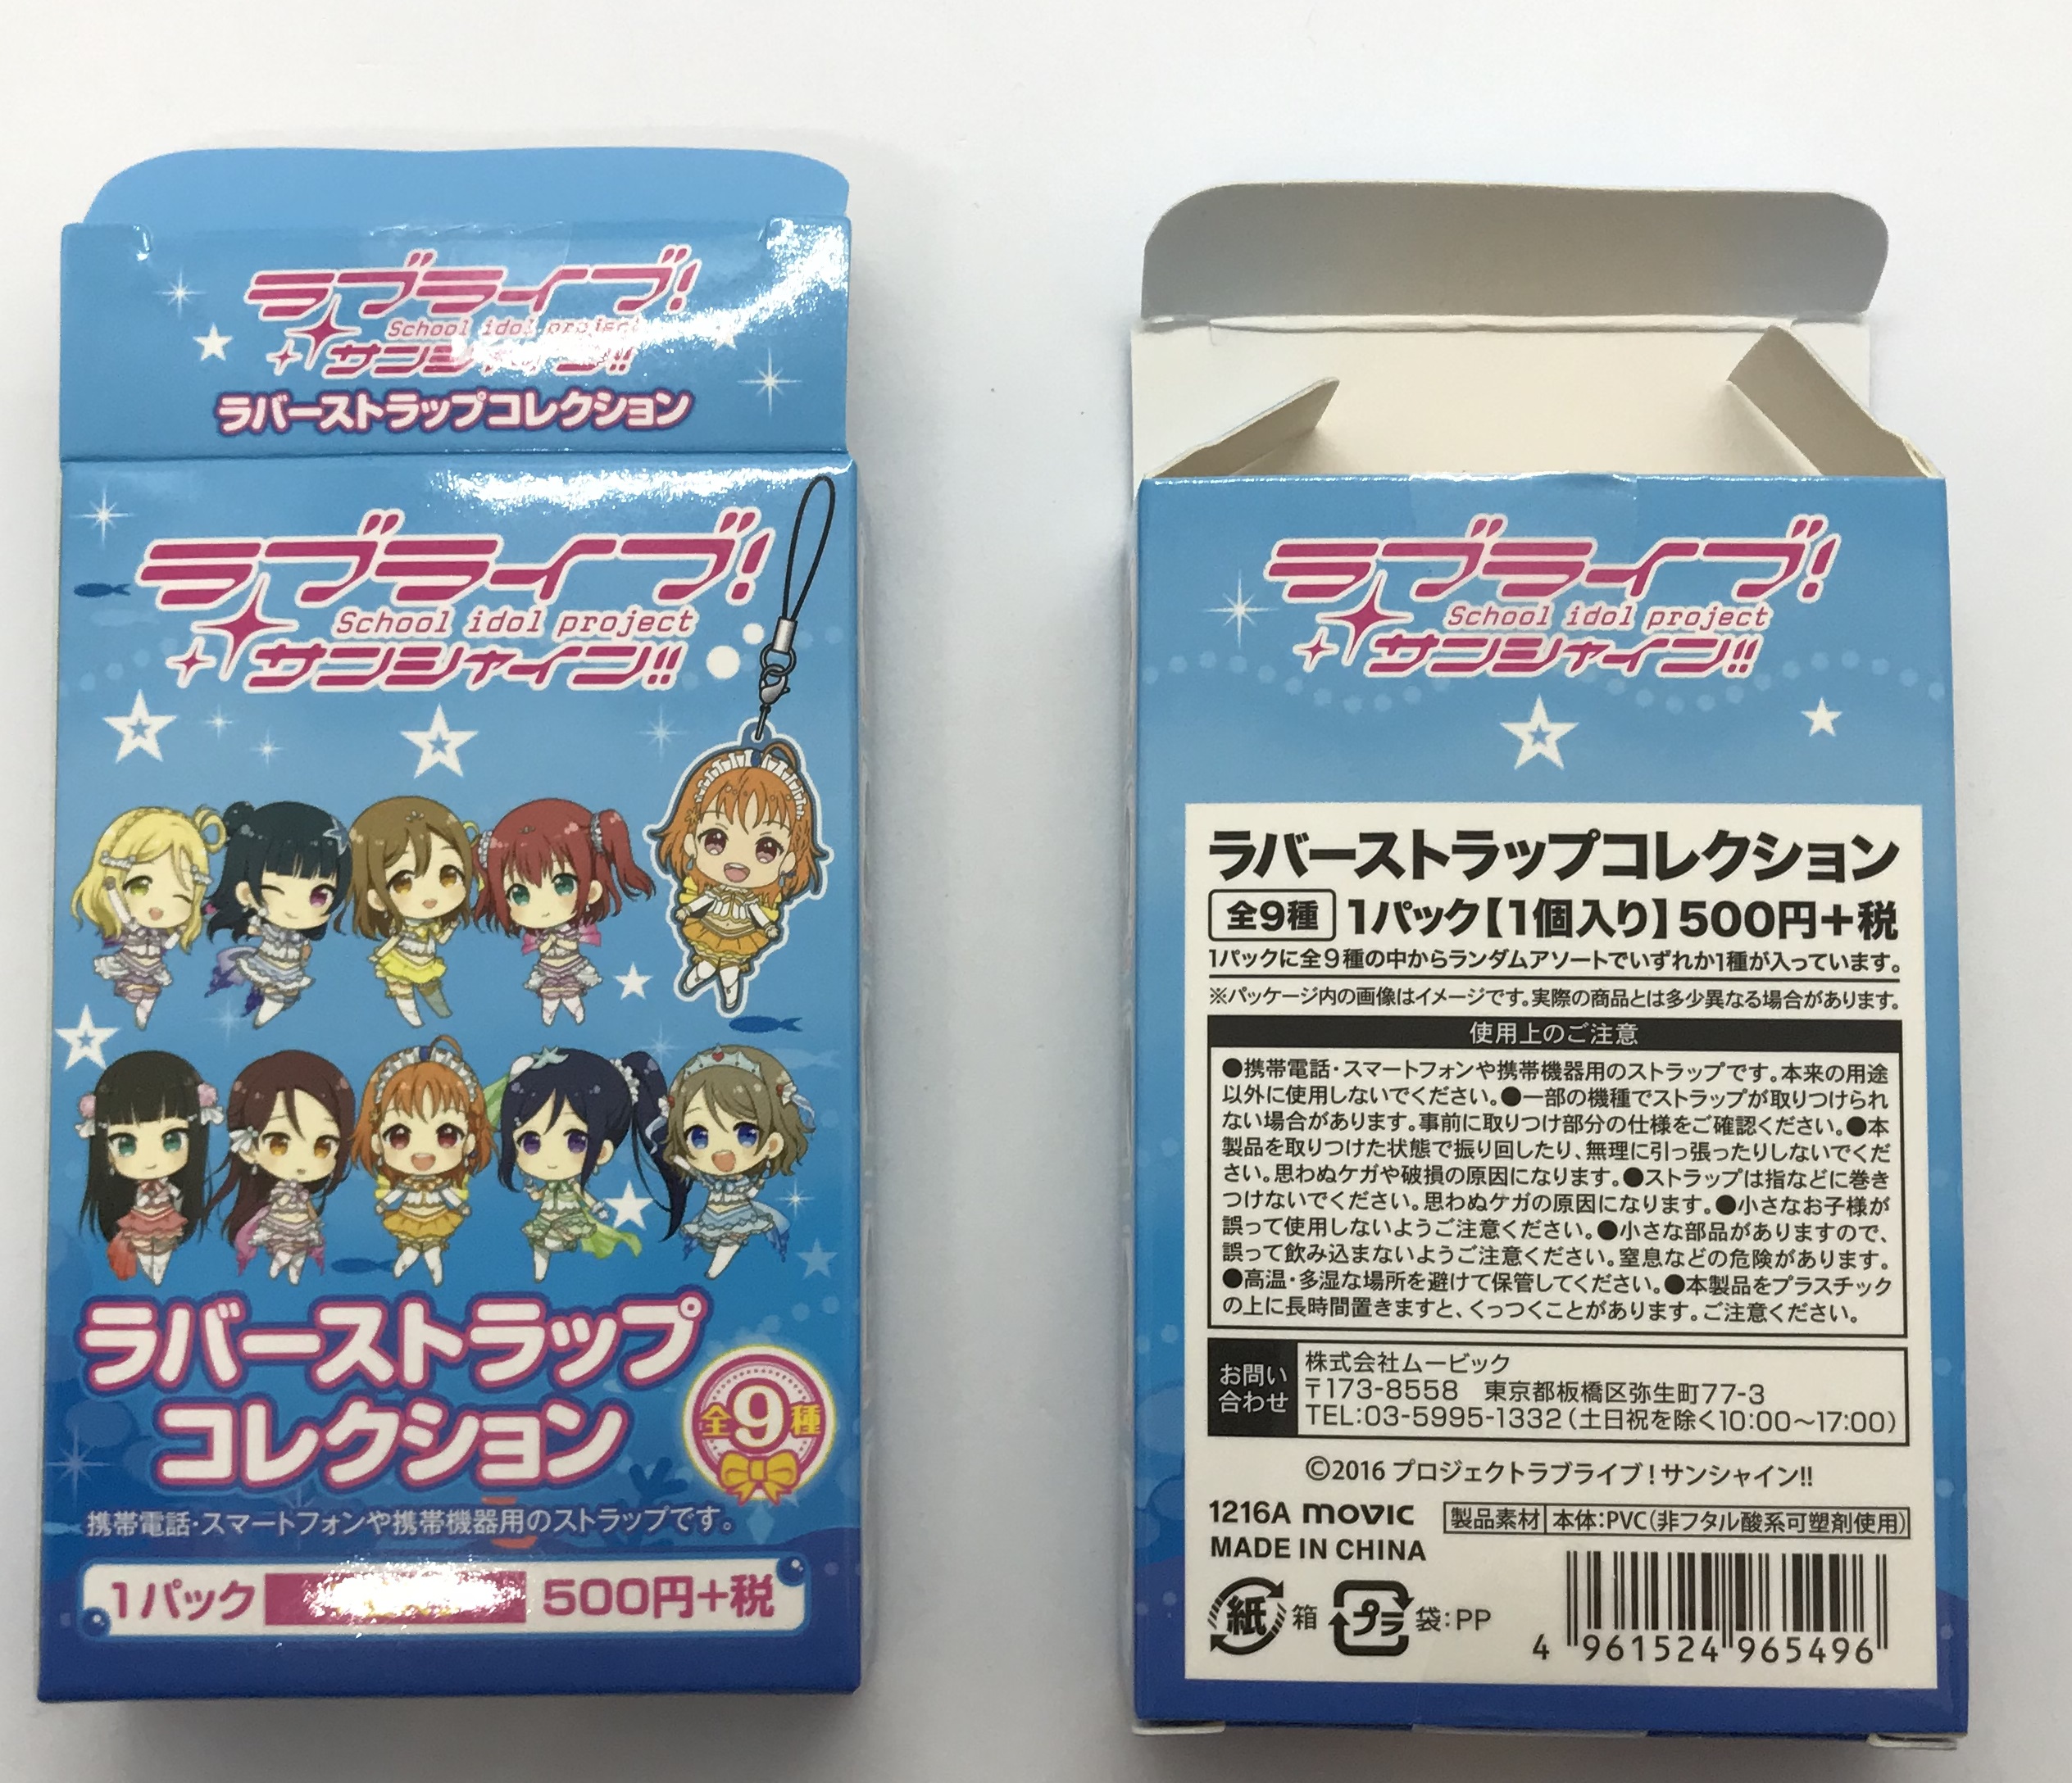 ラブライブ!
School idol project
サンシャイン!!
ラバーストラップコレクション
ラブライブ!
School idol project
サンシャイン!!
ラバーストラップ
コレクション
全9種
携帯電話・スマートフォンや携帯機器用のストラップです。
1パック
500円+税
ラブライブ!
School idol project
サンシャイン!!
ラバーストラップコレクション
全9種 1パック【1個入り】500円+税
1パックに全9種の中からランダムアソートでいずれか1種が入っています。
※パッケージ内の画像はイメージです。実際の商品とは多少異なる場合があります。
使用上のご注意
●携帯電話・スマートフォンや携帯機器用のストラップです。本来の用途
以外に使用しないでください。●一部の機種でストラップが取りつけられ
ない場合があります。事前に取りつけ部分の仕様をご確認ください。●本
製品を取りつけた状態で振り回したり、無理に引っ張ったりしないでくだ
さい。思わぬケガや破損の原因になります。●ストラップは指などに巻き
つけないでください。思わぬケガの原因になります。●小さなお子様が
誤って使用しないようご注意ください。●小さな部品がありますので、
誤って飲み込まないようご注意ください。窒息などの危険があります。
●高温・多湿な場所を避けて保管してください。●本製品をプラスチック
の上に長時間置きますと、くっつくことがあります。ご注意ください。
お問い
合わせ
株式会社ムービック
〒173-8558 東京都板橋区弥生町77-3
TEL:03-5995-1332(土日祝を除く10:00～17:00)
©2016 プロジェクトラブライブ!サンシャイン!!
1216A movic 製品素材 本体:PVC(非フタル酸系可塑剤使用)
MADE IN CHINA
紙 箱 プラ 袋:PP
4 961524 965496